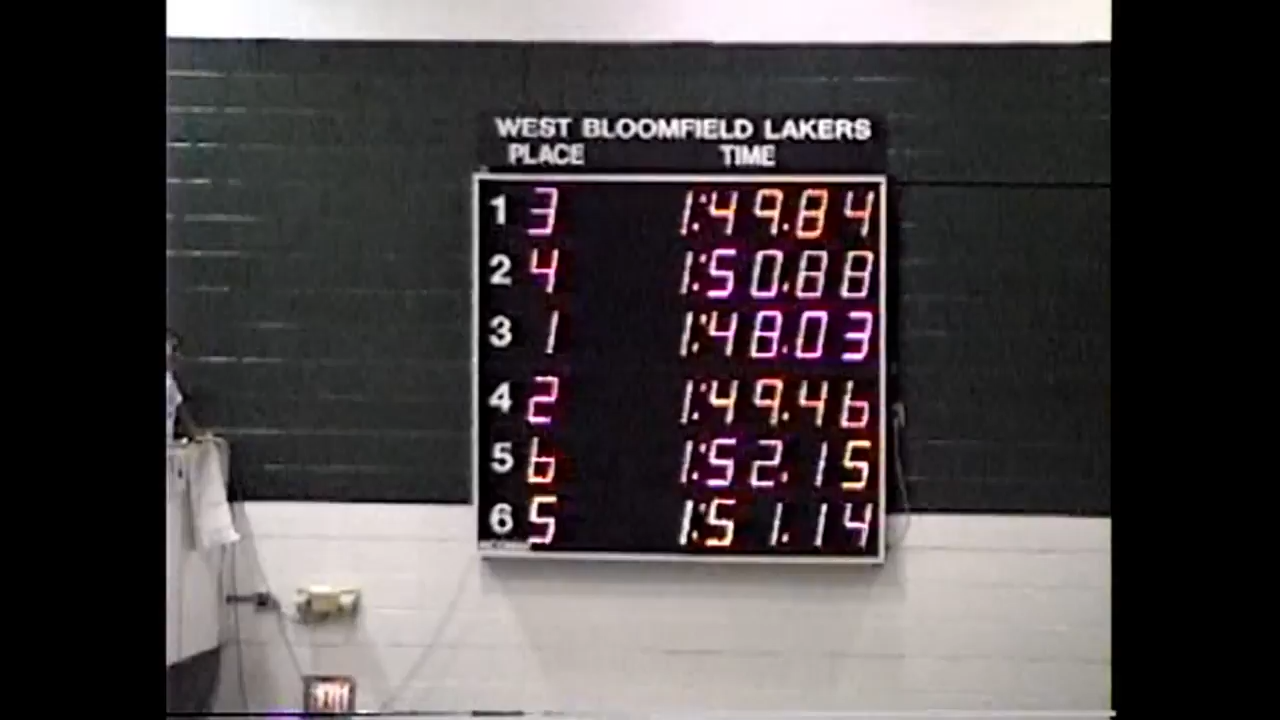 WEST BLOOMFIELD LAKERS
PLACE TIME
1 3 1:49.84
2 4 1:50.88
3 1 1:48.03
4 2 1:49.46
5 6 1:52.15
6 5 1:51.14